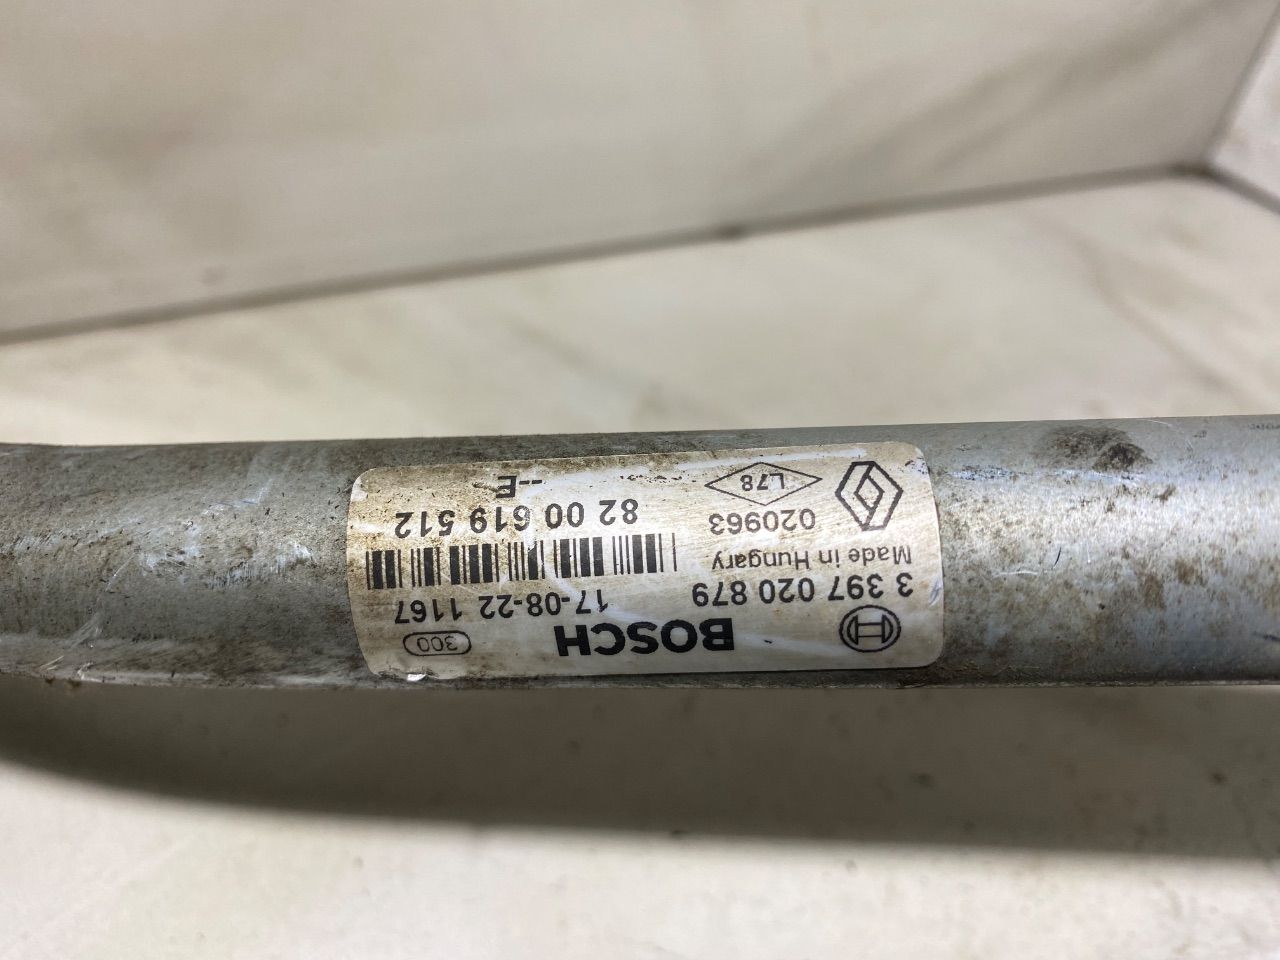 BOSCH
300
3 397 020 879
17-08-22 1167
Made in Hungary
020963
82 00 619 512
L78
--E